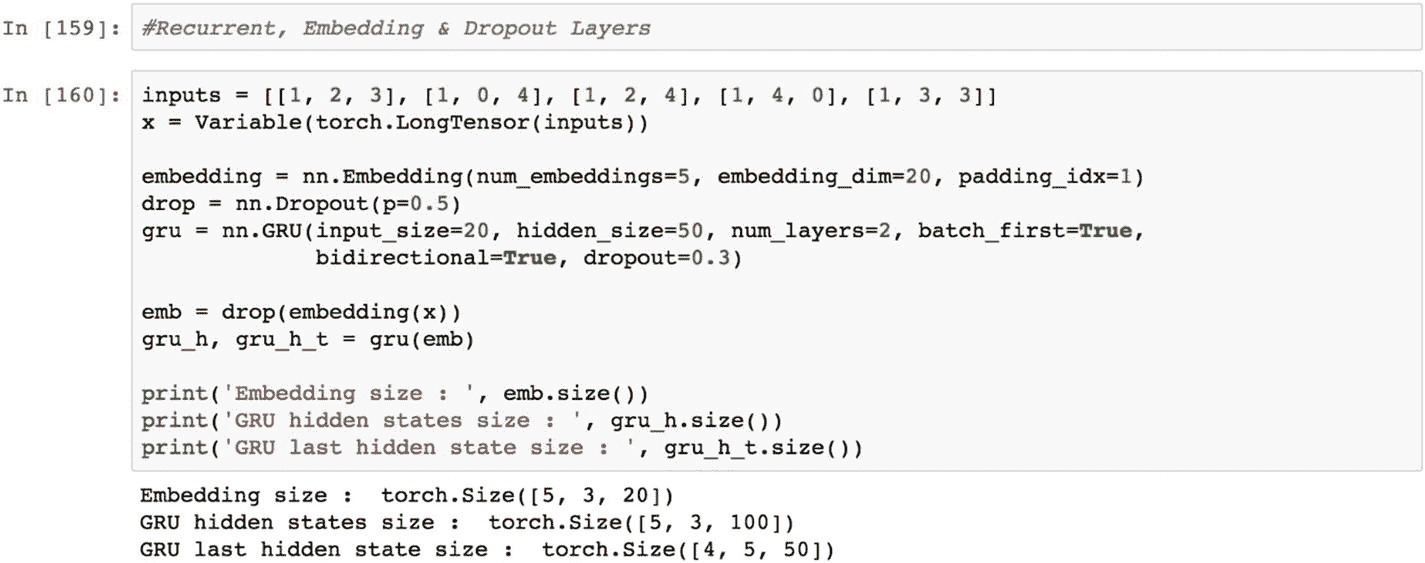 In [159]: #Recurrent, Embedding & Dropout Layers
In [160]: inputs = [[1, 2, 3], [1, 0, 4], [1, 2, 4], [1, 4, 0], [1, 3, 3]]
x = Variable(torch.LongTensor(inputs))
embedding = nn.Embedding(num_embeddings=5, embedding_dim=20, padding_idx=1)
drop = nn.Dropout(p=0.5)
gru = nn.GRU(input_size=20, hidden_size=50, num_layers=2, batch_first=True,
bidirectional=True, dropout=0.3)
emb = drop(embedding(x))
gru_h, gru_h_t = gru(emb)
print('Embedding size : ', emb.size())
print('GRU hidden states size : ', gru_h.size())
print('GRU last hidden state size : ', gru_h_t.size())
Embedding size :  torch.Size([5, 3, 20])
GRU hidden states size :  torch.Size([5, 3, 100])
GRU last hidden state size :  torch.Size([4, 5, 50])